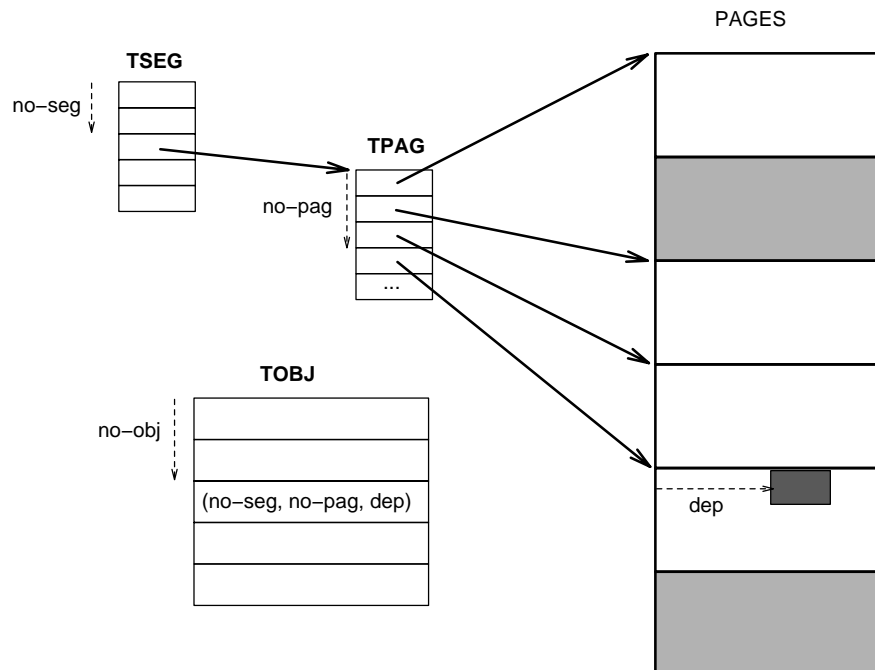 PAGES
TSEG
no–seg
TPAG
no–pag
...
TOBJ
no–obj
(no–seg, no–pag, dep)
dep